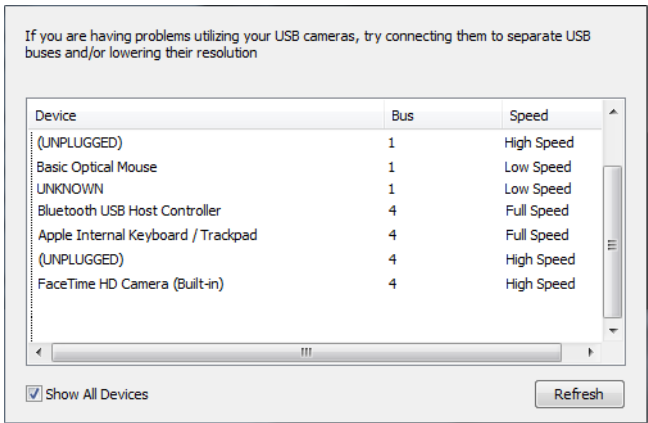 If you are having problems utilizing your USB cameras, try connecting them to separate USB
buses and/or lowering their resolution
Device Bus Speed
(UNPLUGGED) 1 High Speed
Basic Optical Mouse 1 Low Speed
UNKNOWN 1 Low Speed
Bluetooth USB Host Controller 4 Full Speed
Apple Internal Keyboard / Trackpad 4 Full Speed
(UNPLUGGED) 4 High Speed
FaceTime HD Camera (Built-in) 4 High Speed
Show All Devices Refresh